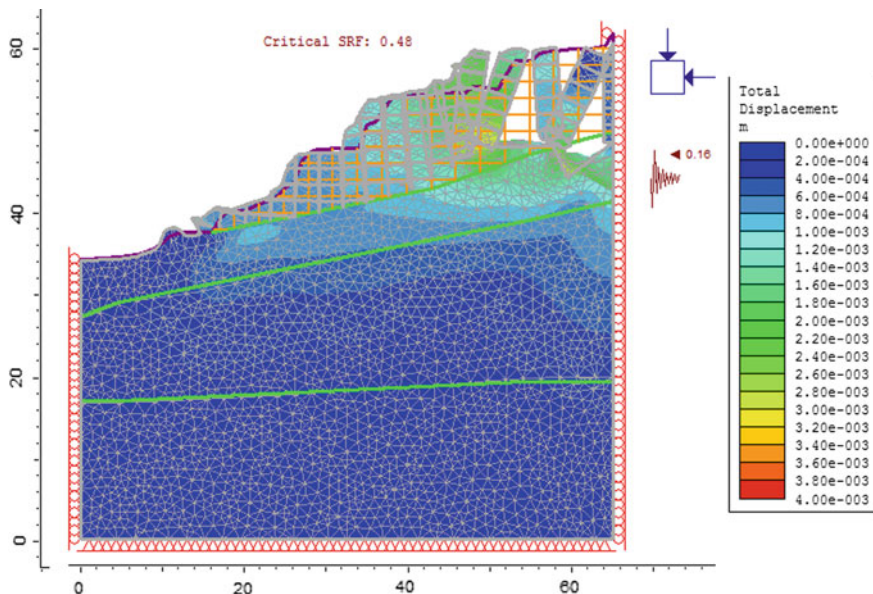 Critical SRF: 0.48
60
40
20
0
0 20 40 60
0.16
Total
Displacement
m
0.00e+000
2.00e-004
4.00e-004
6.00e-004
8.00e-004
1.00e-003
1.20e-003
1.40e-003
1.60e-003
1.80e-003
2.00e-003
2.20e-003
2.40e-003
2.60e-003
2.80e-003
3.00e-003
3.20e-003
3.40e-003
3.60e-003
3.80e-003
4.00e-003